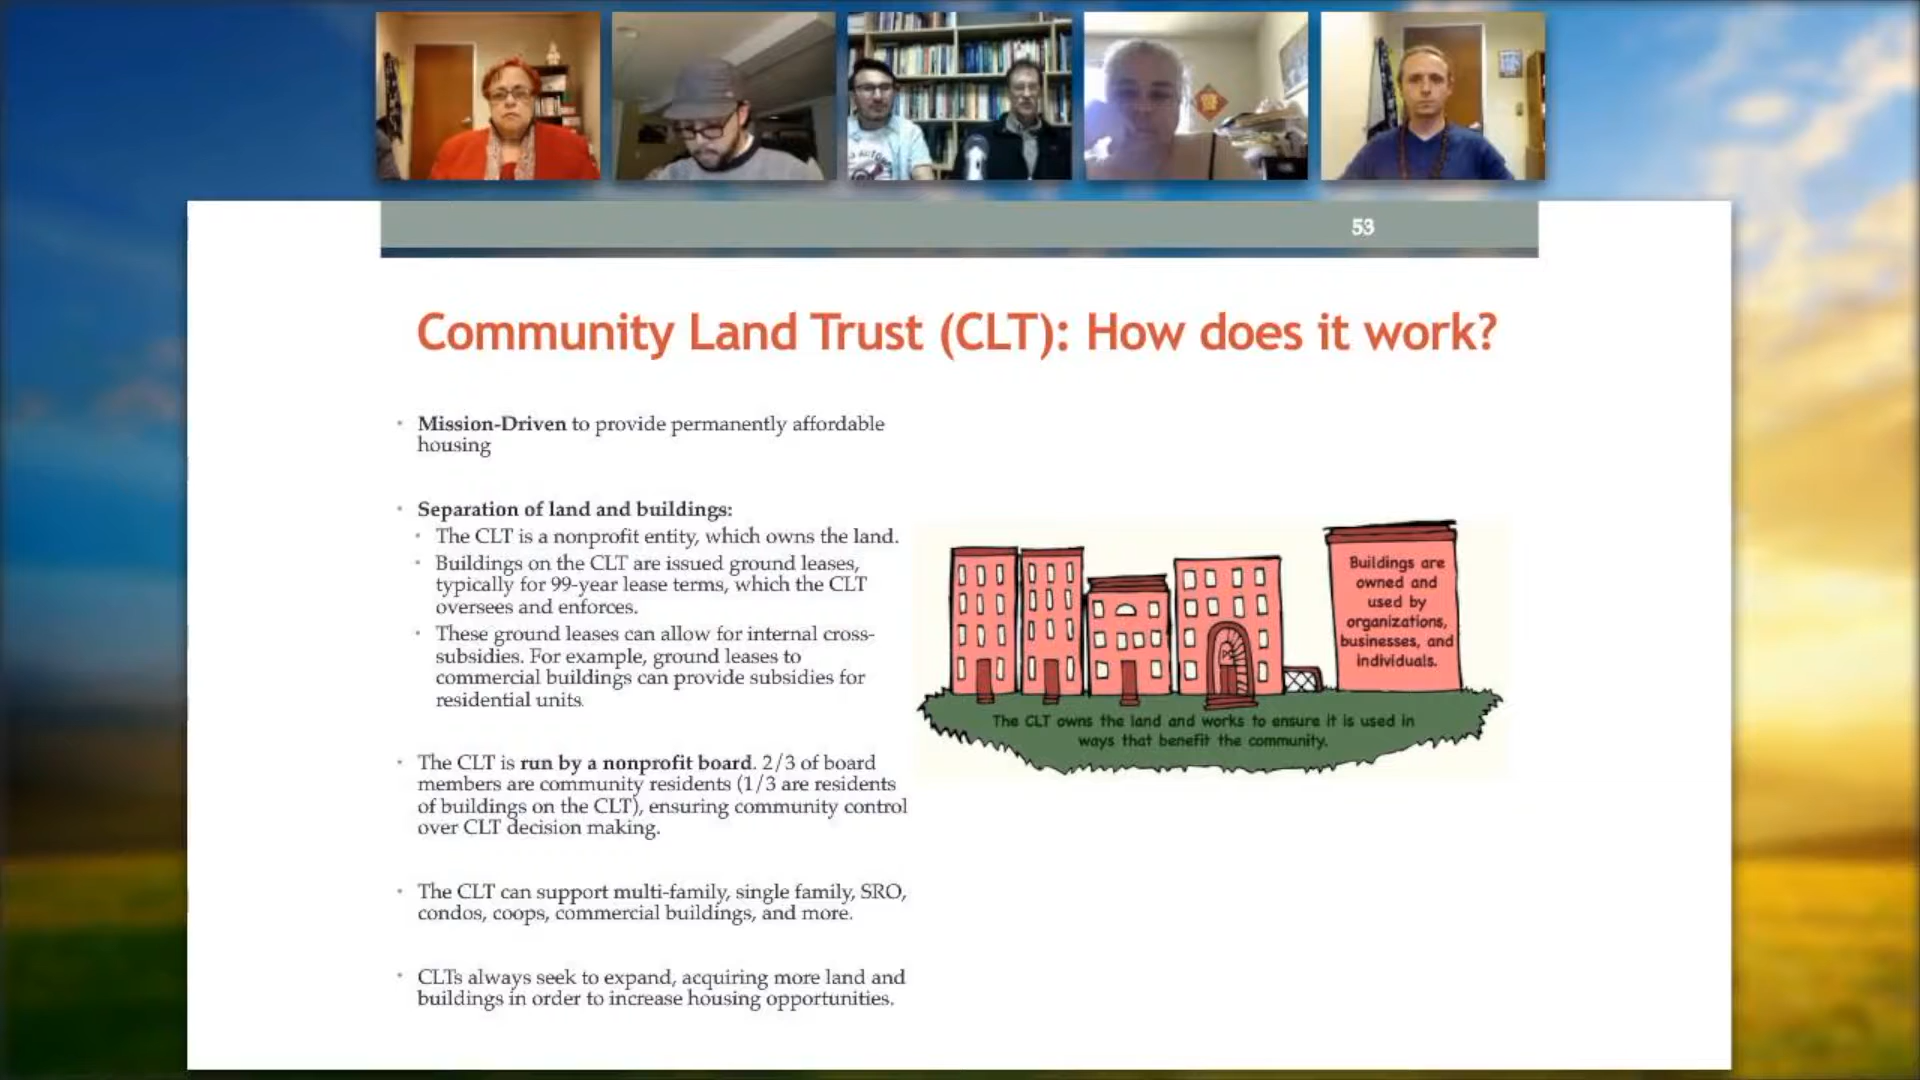 53
Community Land Trust (CLT): How does it work?
• Mission-Driven to provide permanently affordable
housing
• Separation of land and buildings:
• The CLT is a nonprofit entity, which owns the land.
• Buildings on the CLT are issued ground leases,
typically for 99-year lease terms, which the CLT
oversees and enforces.
• These ground leases can allow for internal cross-
subsidies. For example, ground leases to
commercial buildings can provide subsidies for
residential units.
• The CLT is run by a nonprofit board. 2/3 of board
members are community residents (1/3 are residents
of buildings on the CLT), ensuring community control
over CLT decision making.
• The CLT can support multi-family, single family, SRO,
condos, coops, commercial buildings, and more.
• CLTs always seek to expand, acquiring more land and
buildings in order to increase housing opportunities.
Buildings are
owned and
used by
organizations,
businesses, and
individuals.
The CLT owns the land and works to ensure it is used in
ways that benefit the community.